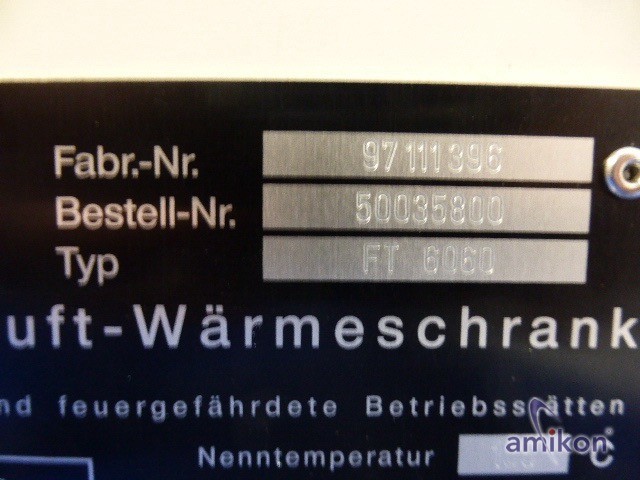 Fabr.-Nr. 97111396
Bestell-Nr. 50035800
Typ FT 6060
uft-Wärmeschrank
nd feuergefährdete Betriebsstätten
Nenntemperatur °C
amikon